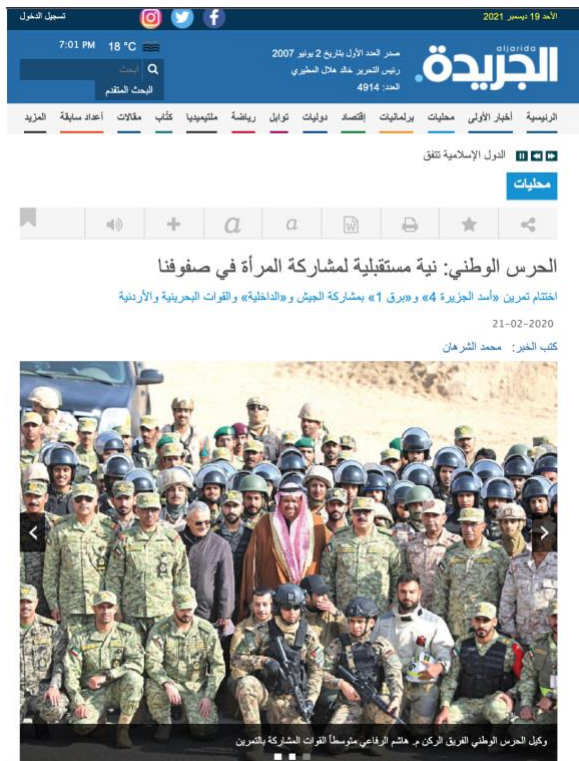 الأحد 19 ديسمبر 2021
تسجيل الدخول
aljarida
الجريدة.
صدر العدد الأول بتاريخ 2 يونيو 2007
رئيس التحرير خالد هلال المطيري
العدد: 4914
7:01 PM 18 °C
ابحث
البحث المتقدم
الرئيسية أخبار الأولى محليات برلمانيات إقتصاد دوليات توابل رياضة ملتيميديا كتّاب مقالات أعداد سابقة المزيد
الدول الإسلامية تتفق
محليات
a a W
الحرس الوطني: نية مستقبلية لمشاركة المرأة في صفوفنا
اختتام تمرين «أسد الجزيرة 4» و«برق 1» بمشاركة الجيش و«الداخلية» والقوات البحرينية والأردنية
21-02-2020
كتب الخبر: محمد الشرهان
وكيل الحرس الوطني الفريق الركن م. هاشم الرفاعي متوسطاً القوات المشاركة بالتمرين